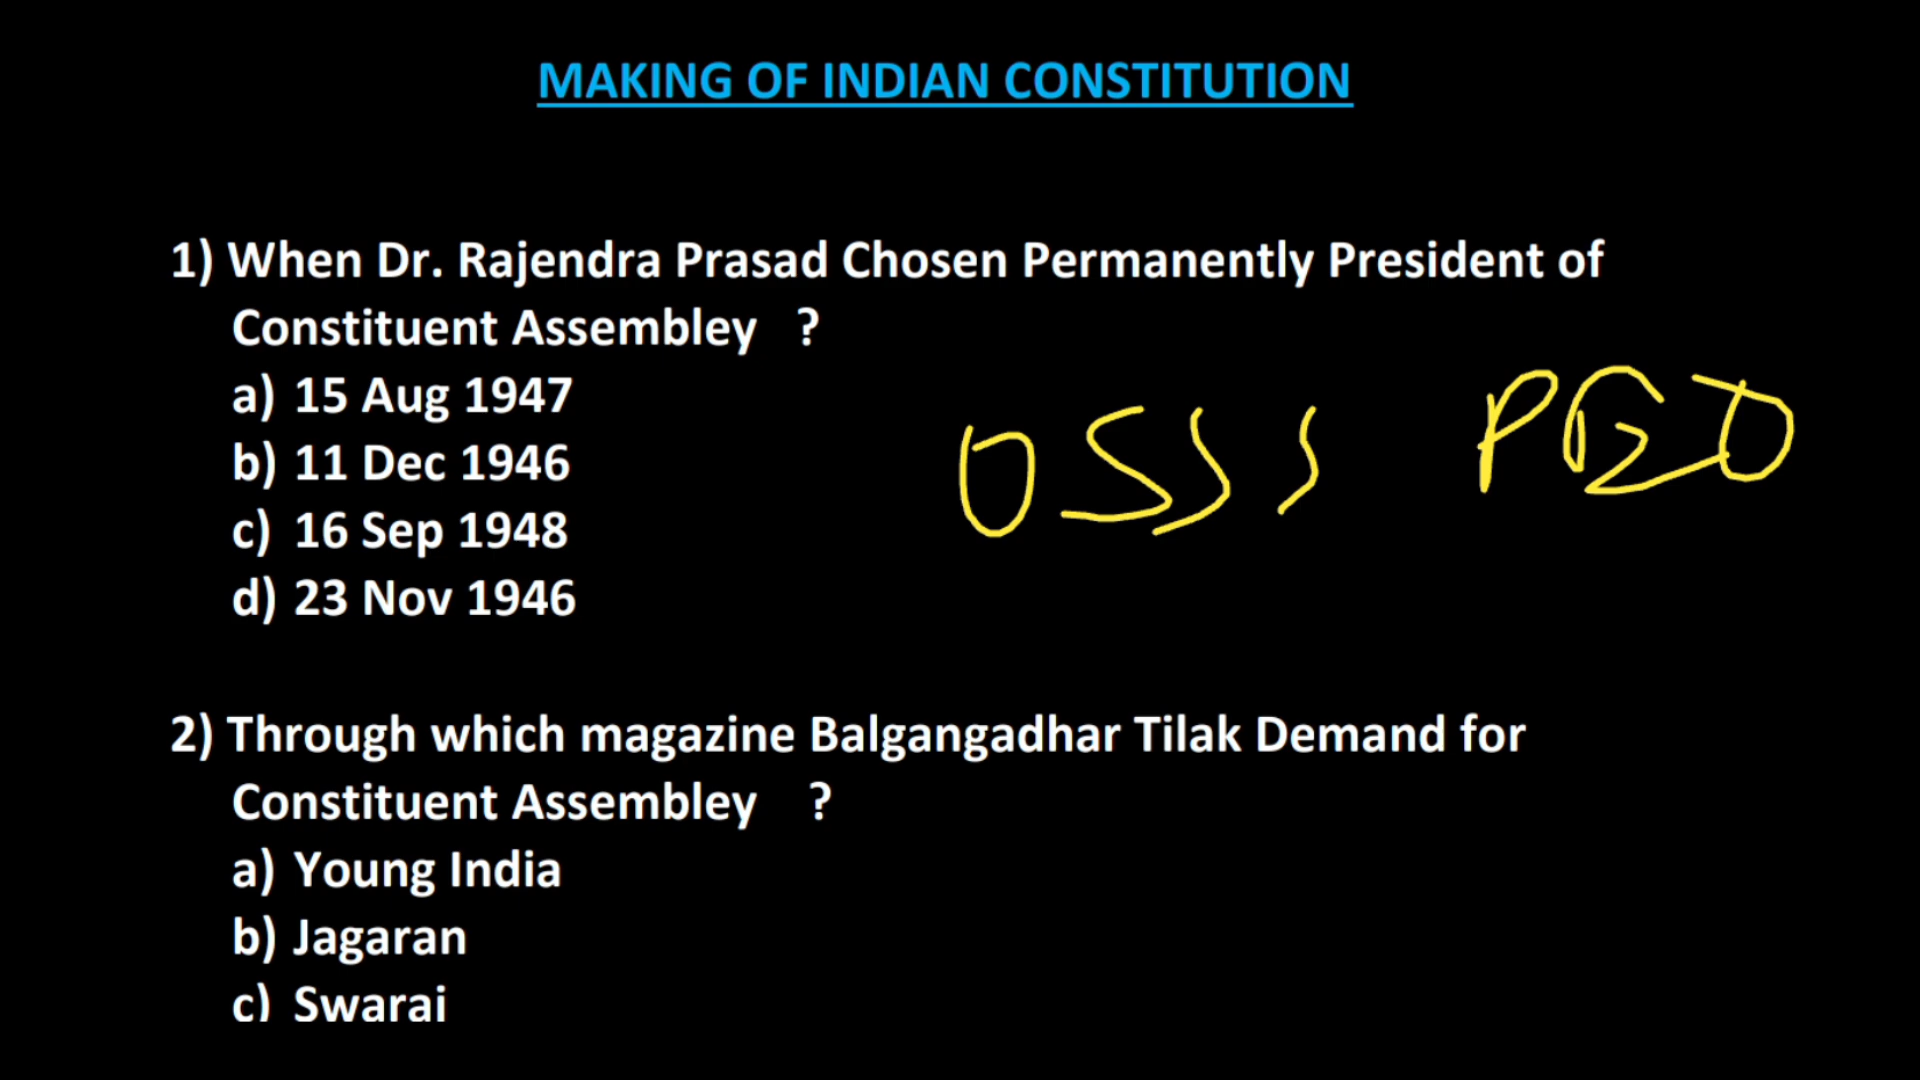 MAKING OF INDIAN CONSTITUTION
1) When Dr. Rajendra Prasad Chosen Permanently President of
Constituent Assembley ?
a) 15 Aug 1947
b) 11 Dec 1946
c) 16 Sep 1948
d) 23 Nov 1946
OSSS
2) Through which magazine Balgangadhar Tilak Demand for
Constituent Assembley ?
a) Young India
b) Jagaran
c) Swaraj